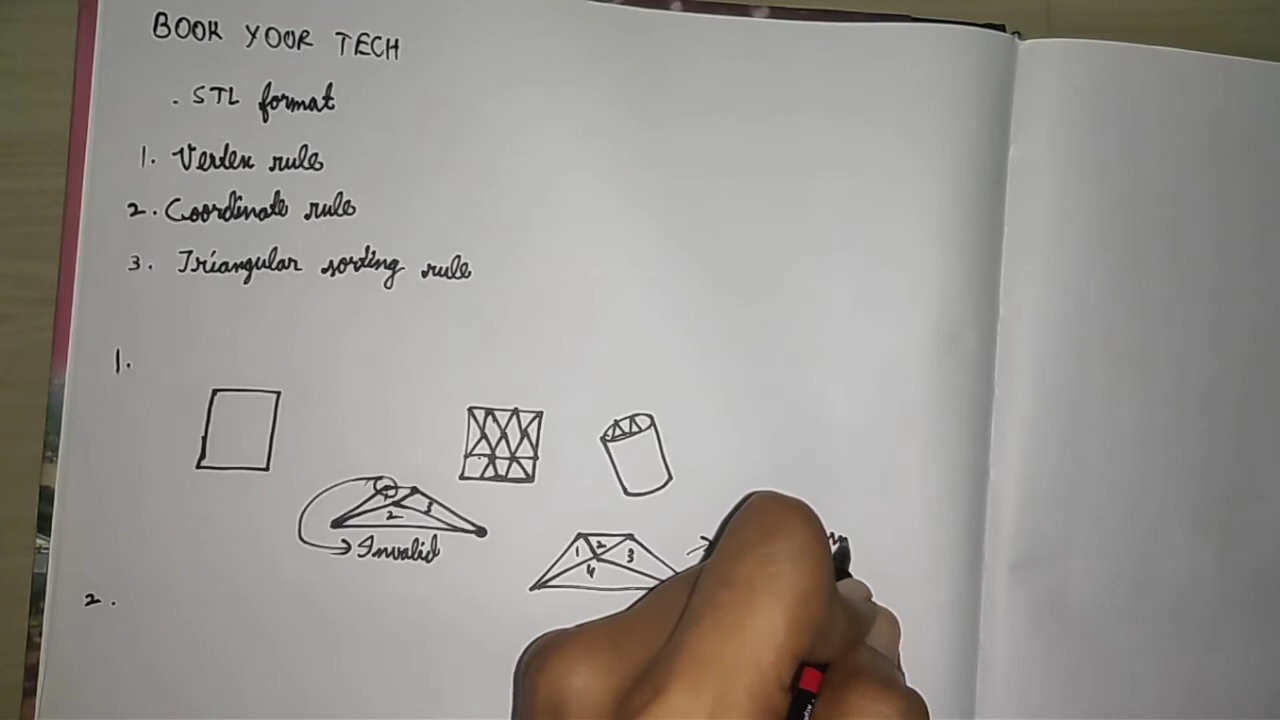 BOOK YOUR TECH
. STL format
1. Vertex rule
2. Coordinate rule
3. Triangular sorting rule
1.
1 2 3
Invalid
1 2 3
4
2.